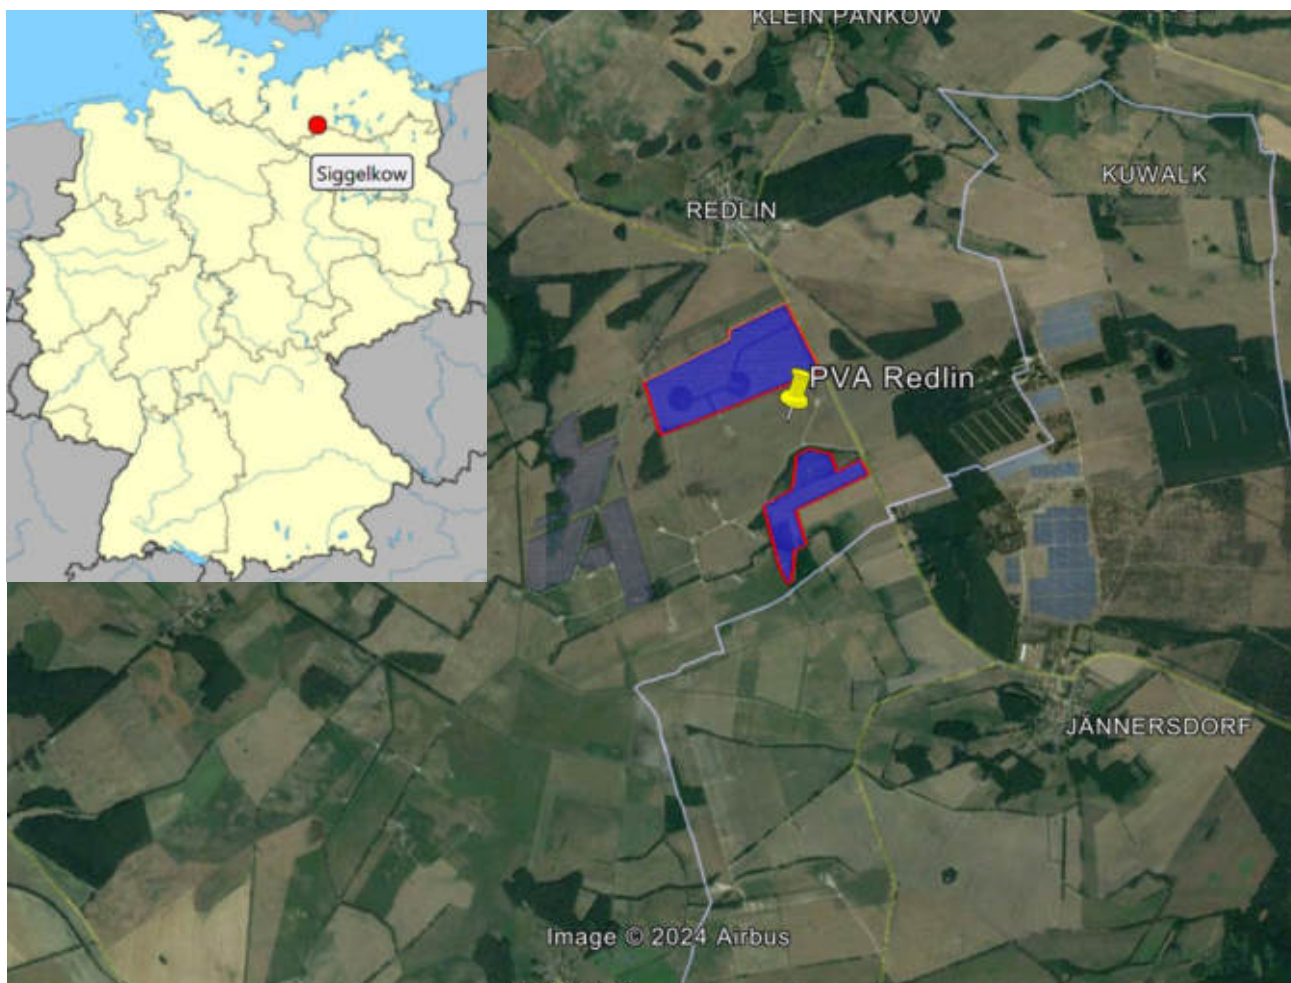 KLEIN PANKOW
Siggelkow
KUWALK
REDLIN
PVA Redlin
JÄNNERSDORF
Image © 2024 Airbus